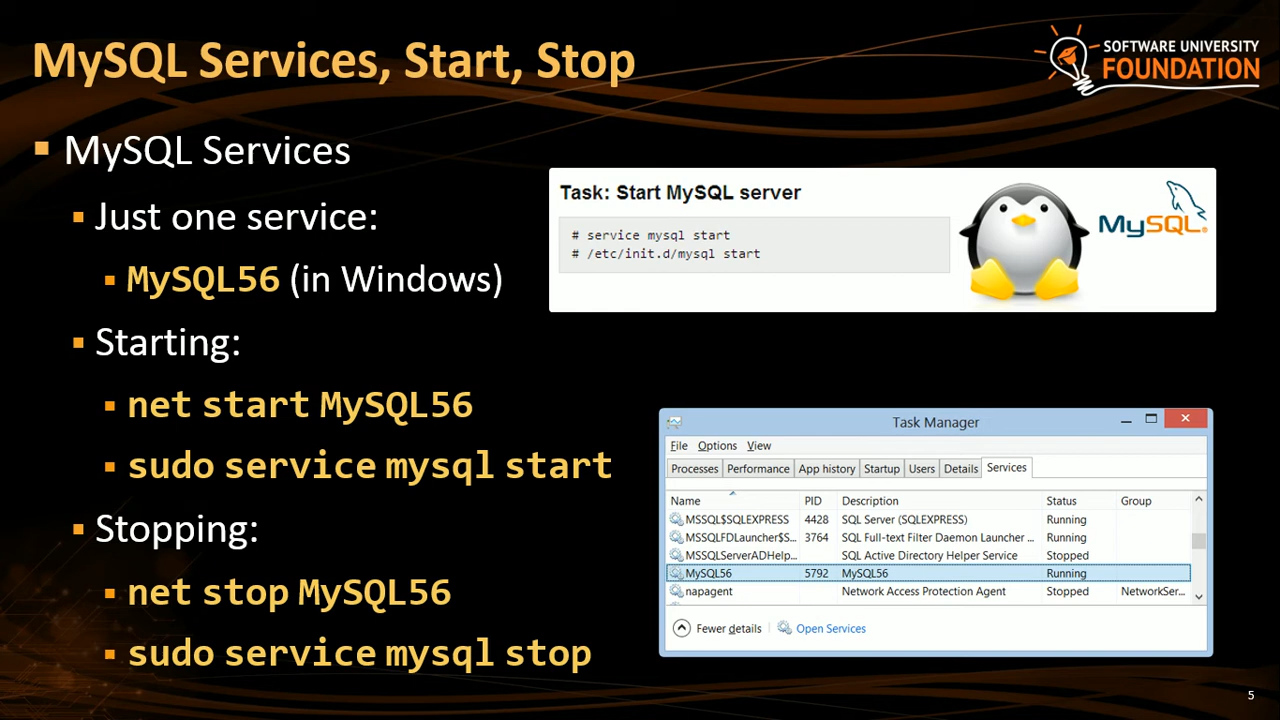 MySQL Services, Start, Stop
SOFTWARE UNIVERSITY
FOUNDATION
▪ MySQL Services
▪ Just one service:
▪ MySQL56 (in Windows)
▪ Starting:
▪ net start MySQL56
▪ sudo service mysql start
▪ Stopping:
▪ net stop MySQL56
▪ sudo service mysql stop
Task: Start MySQL server
# service mysql start
# /etc/init.d/mysql start
MySQL
Task Manager
File Options View
Processes Performance App history Startup Users Details Services
Name PID Description Status Group
MSSQL$SQLEXPRESS 4428 SQL Server (SQLEXPRESS) Running
MSSQLFDLauncher$S... 3764 SQL Full-text Filter Daemon Launcher ... Running
MSSQLServerADHelp... SQL Active Directory Helper Service Stopped
MySQL56 5792 MySQL56 Running
napagent Network Access Protection Agent Stopped NetworkSer...
Fewer details | Open Services
5